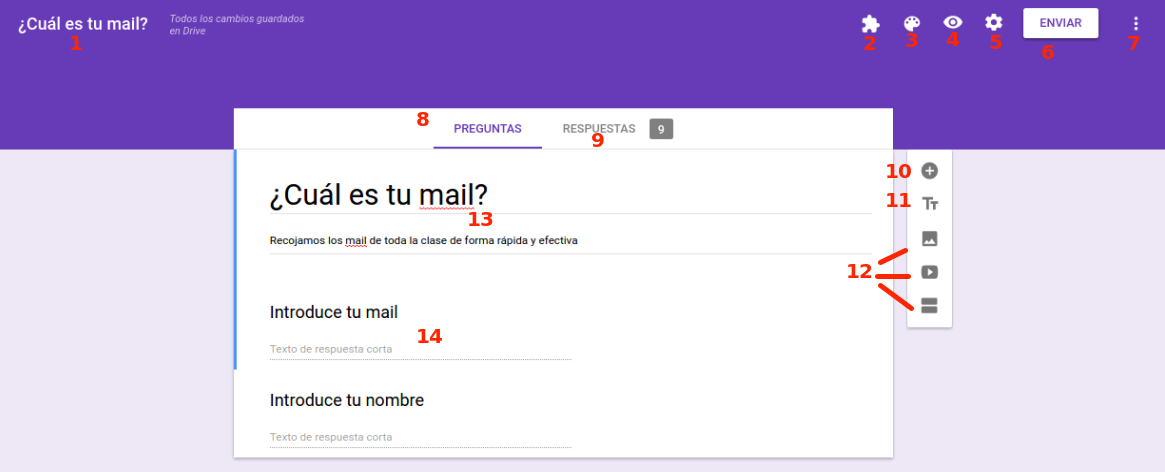 ¿Cuál es tu mail?
Todos los cambios guardados
en Drive
ENVIAR
1
2
3
4
5
6
7
8
PREGUNTAS
RESPUESTAS
9
9
10
11
Tт
¿Cuál es tu mail?
13
Recojamos los mail de toda la clase de forma rápida y efectiva
12
Introduce tu mail
14
Texto de respuesta corta
Introduce tu nombre
Texto de respuesta corta